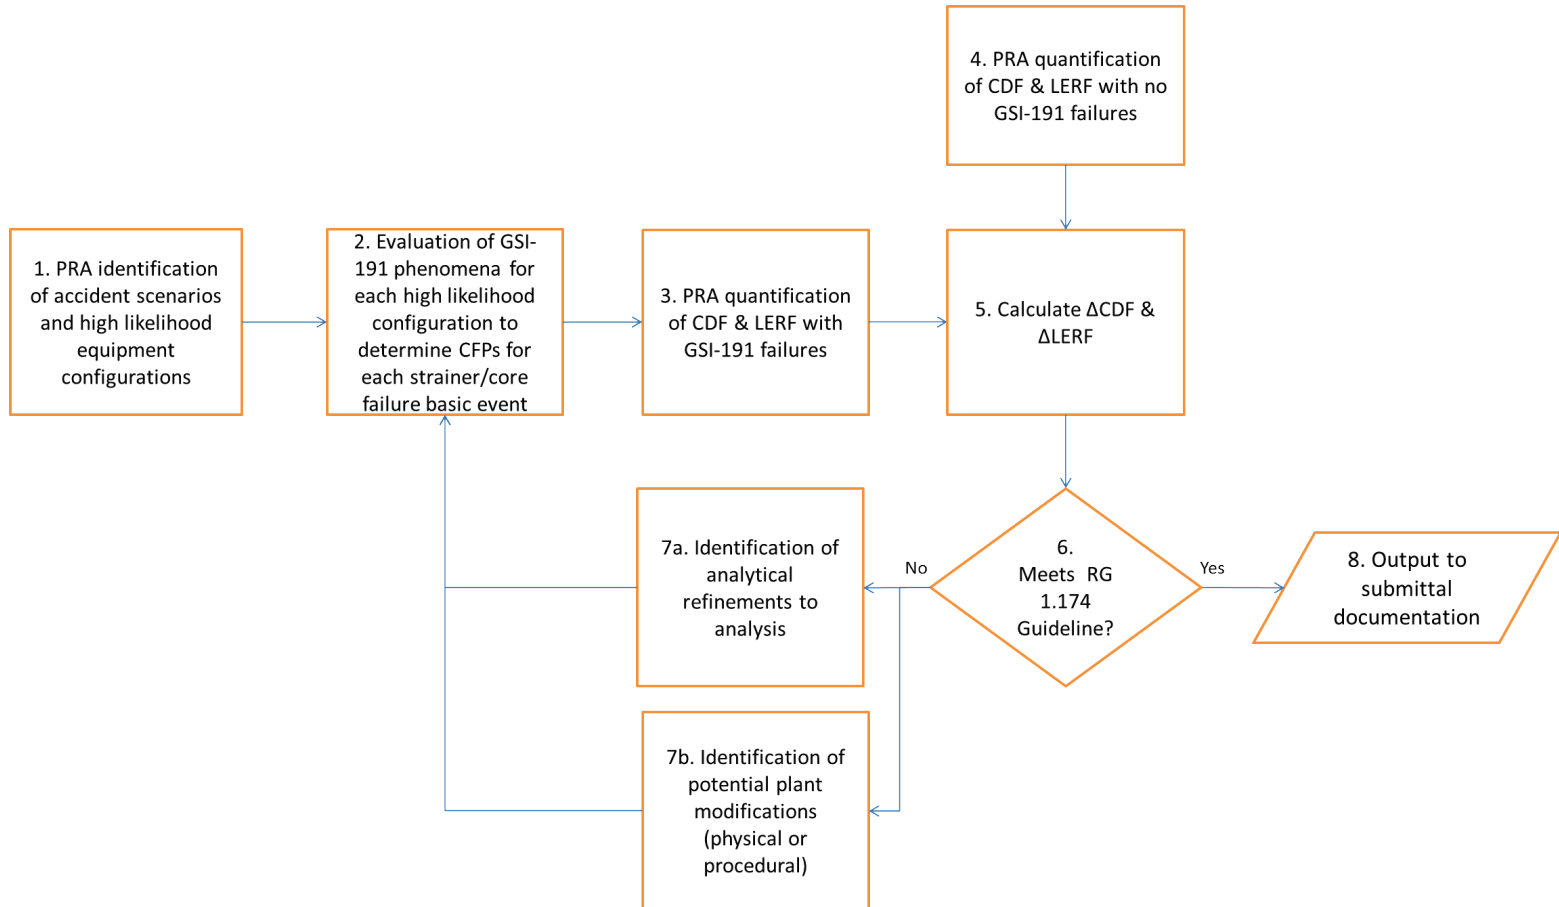 4. PRA quantification
of CDF & LERF with no
GSI-191 failures
1. PRA identification
of accident scenarios
and high likelihood
equipment
configurations
2. Evaluation of GSI-
191 phenomena for
each high likelihood
configuration to
determine CFPs for
each strainer/core
failure basic event
3. PRA quantification
of CDF & LERF with
GSI-191 failures
5. Calculate ΔCDF &
ΔLERF
6.
Meets RG
1.174
Guideline?
No
Yes
7a. Identification of
analytical
refinements to
analysis
7b. Identification of
potential plant
modifications
(physical or
procedural)
8. Output to
submittal
documentation